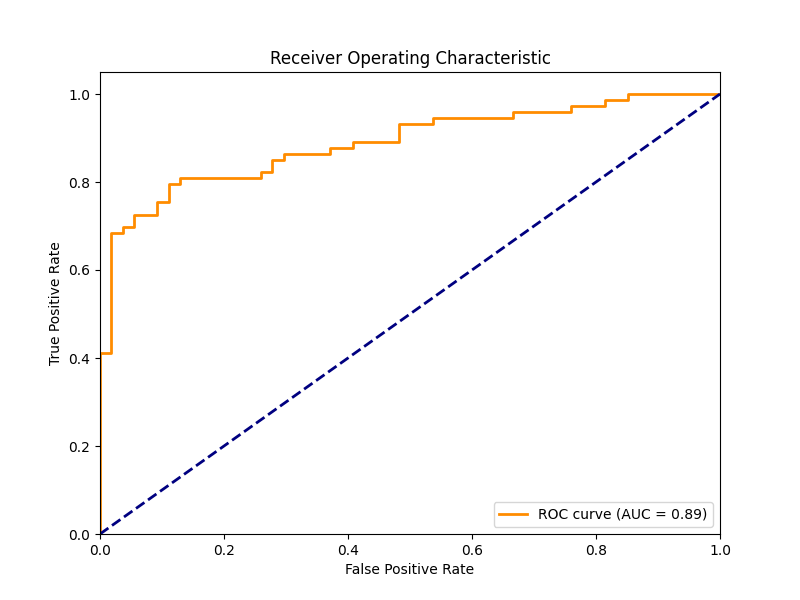 Receiver Operating Characteristic
True Positive Rate
1.0
0.8
0.6
0.4
0.2
0.0
0.0 0.2 0.4 0.6 0.8 1.0
False Positive Rate
ROC curve (AUC = 0.89)